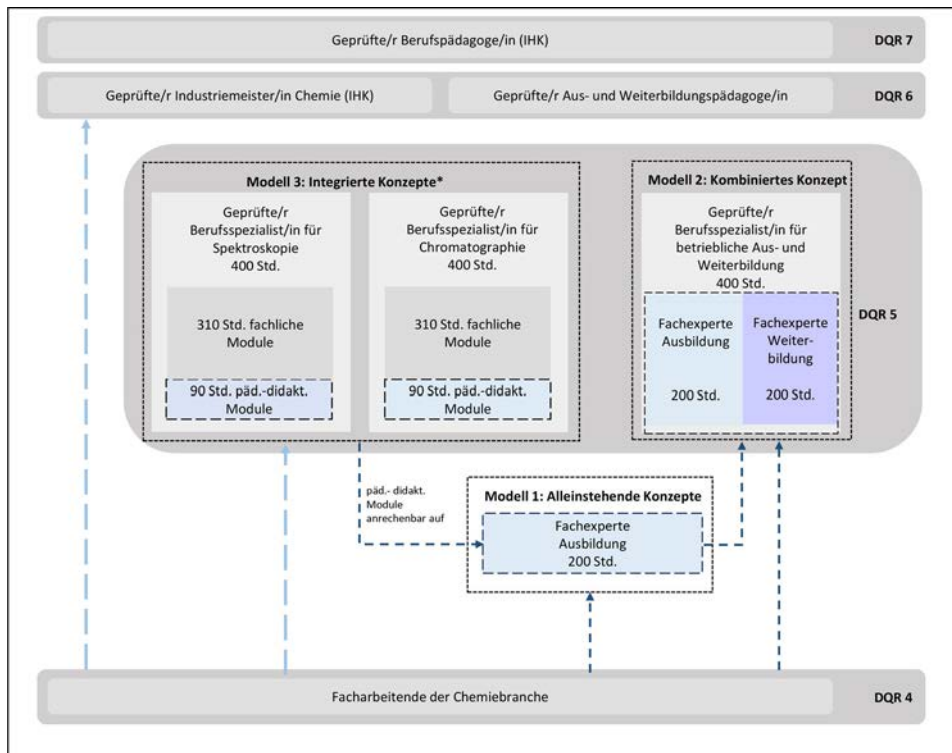 Geprüfte/r Berufspädagoge/in (IHK)
DQR 7
Geprüfte/r Industriemeister/in Chemie (IHK)
Geprüfte/r Aus- und Weiterbildungspädagoge/in
DQR 6
Modell 3: Integrierte Konzepte*
Geprüfte/r
Berufsspezialist/in für
Spektroskopie
400 Std.
310 Std. fachliche
Module
90 Std. päd.-didakt.
Module
Geprüfte/r
Berufsspezialist/in für
Chromatographie
400 Std.
310 Std. fachliche
Module
90 Std. päd.-didakt.
Module
Modell 2: Kombiniertes Konzept
Geprüfte/r
Berufsspezialist/in für
betriebliche Aus- und
Weiterbildung
400 Std.
Fachexperte
Ausbildung
200 Std.
Fachexperte
Weiter-
bildung
200 Std.
DQR 5
päd.- didakt.
Module
anrechenbar auf
Modell 1: Alleinstehende Konzepte
Fachexperte
Ausbildung
200 Std.
Facharbeitende der Chemiebranche
DQR 4